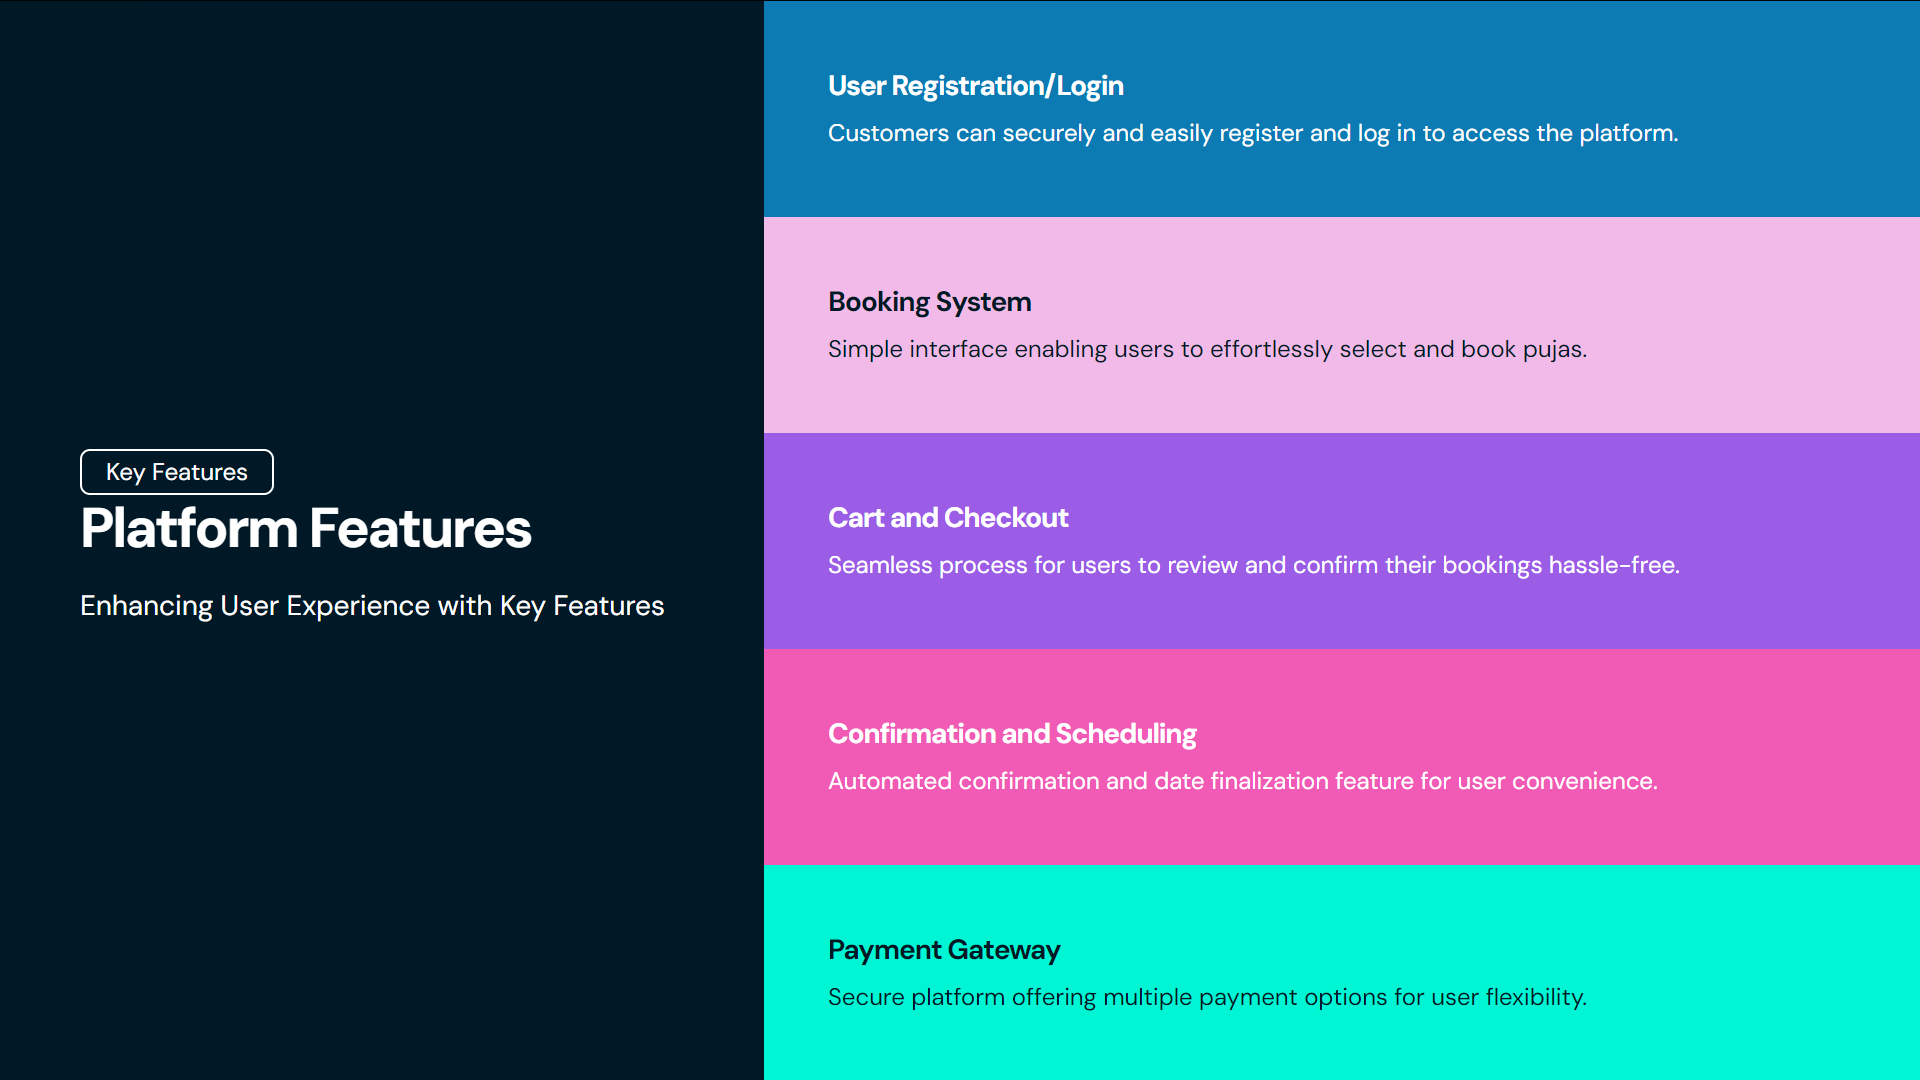 Key Features
Platform Features
Enhancing User Experience with Key Features
User Registration/Login
Customers can securely and easily register and log in to access the platform.
Booking System
Simple interface enabling users to effortlessly select and book pujas.
Cart and Checkout
Seamless process for users to review and confirm their bookings hassle-free.
Confirmation and Scheduling
Automated confirmation and date finalization feature for user convenience.
Payment Gateway
Secure platform offering multiple payment options for user flexibility.